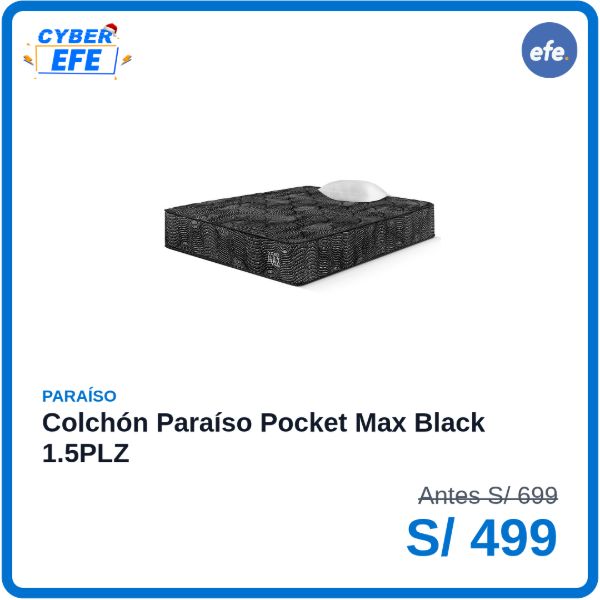 CYBER
EFE
efe.
PARAÍSO
Colchón Paraíso Pocket Max Black
1.5PLZ
Antes S/ 699
S/ 499